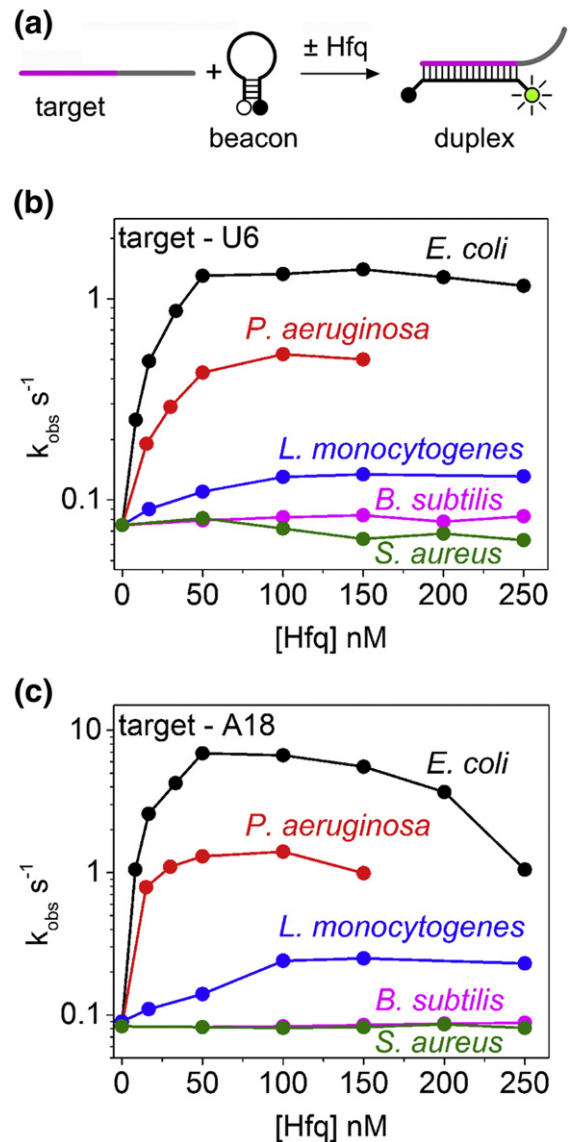 (a)
± Hfq
+
target
beacon
duplex
(b)
target - U6
E. coli
P. aeruginosa
L. monocytogenes
B. subtilis
S. aureus
1
0.1
k_obs s⁻¹
0 50 100 150 200 250
[Hfq] nM
(c)
target - A18
10
E. coli
P. aeruginosa
1
L. monocytogenes
B. subtilis
0.1
S. aureus
k_obs s⁻¹
0 50 100 150 200 250
[Hfq] nM